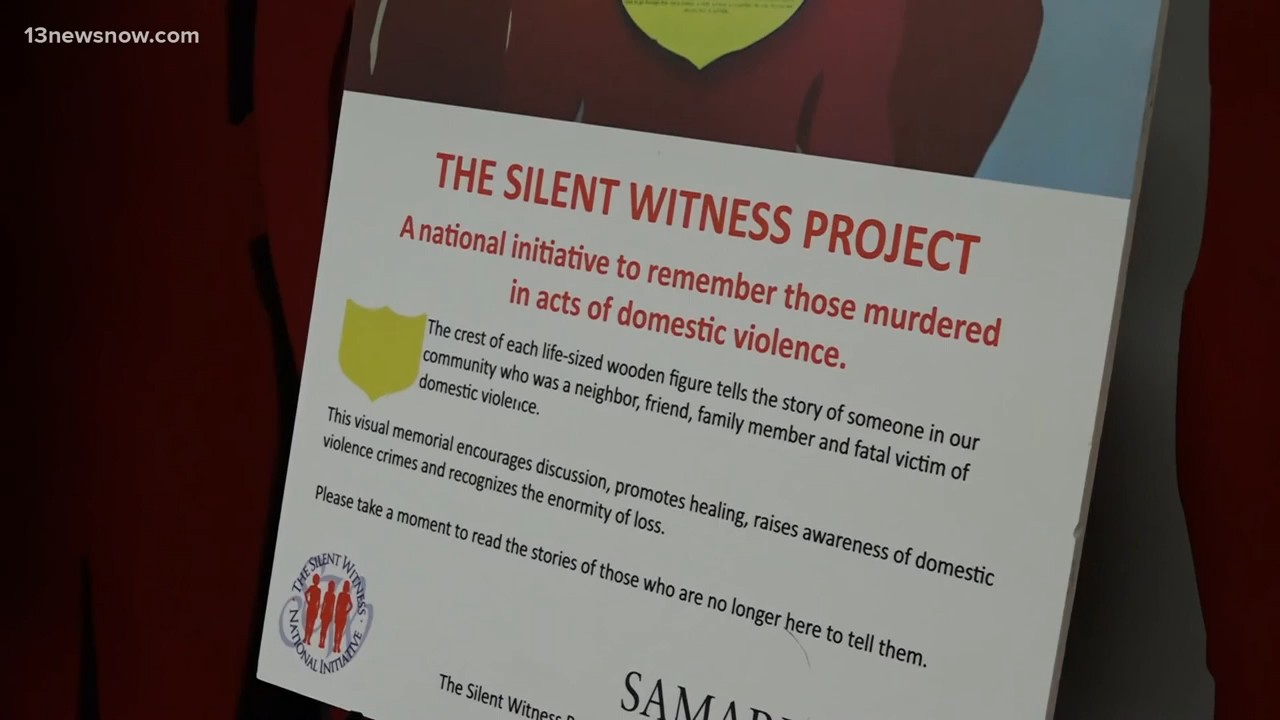 13newsnow.com
THE SILENT WITNESS PROJECT
A national initiative to remember those murdered
in acts of domestic violence.
The crest of each life-sized wooden figure tells the story of someone in our
community who was a neighbor, friend, family member and fatal victim of
domestic violence.
This visual memorial encourages discussion, promotes healing, raises awareness of domestic
violence crimes and recognizes the enormity of loss.
Please take a moment to read the stories of those who are no longer here to tell them.
THE SILENT WITNESS
NATIONAL INITIATIVE
The Silent Witness